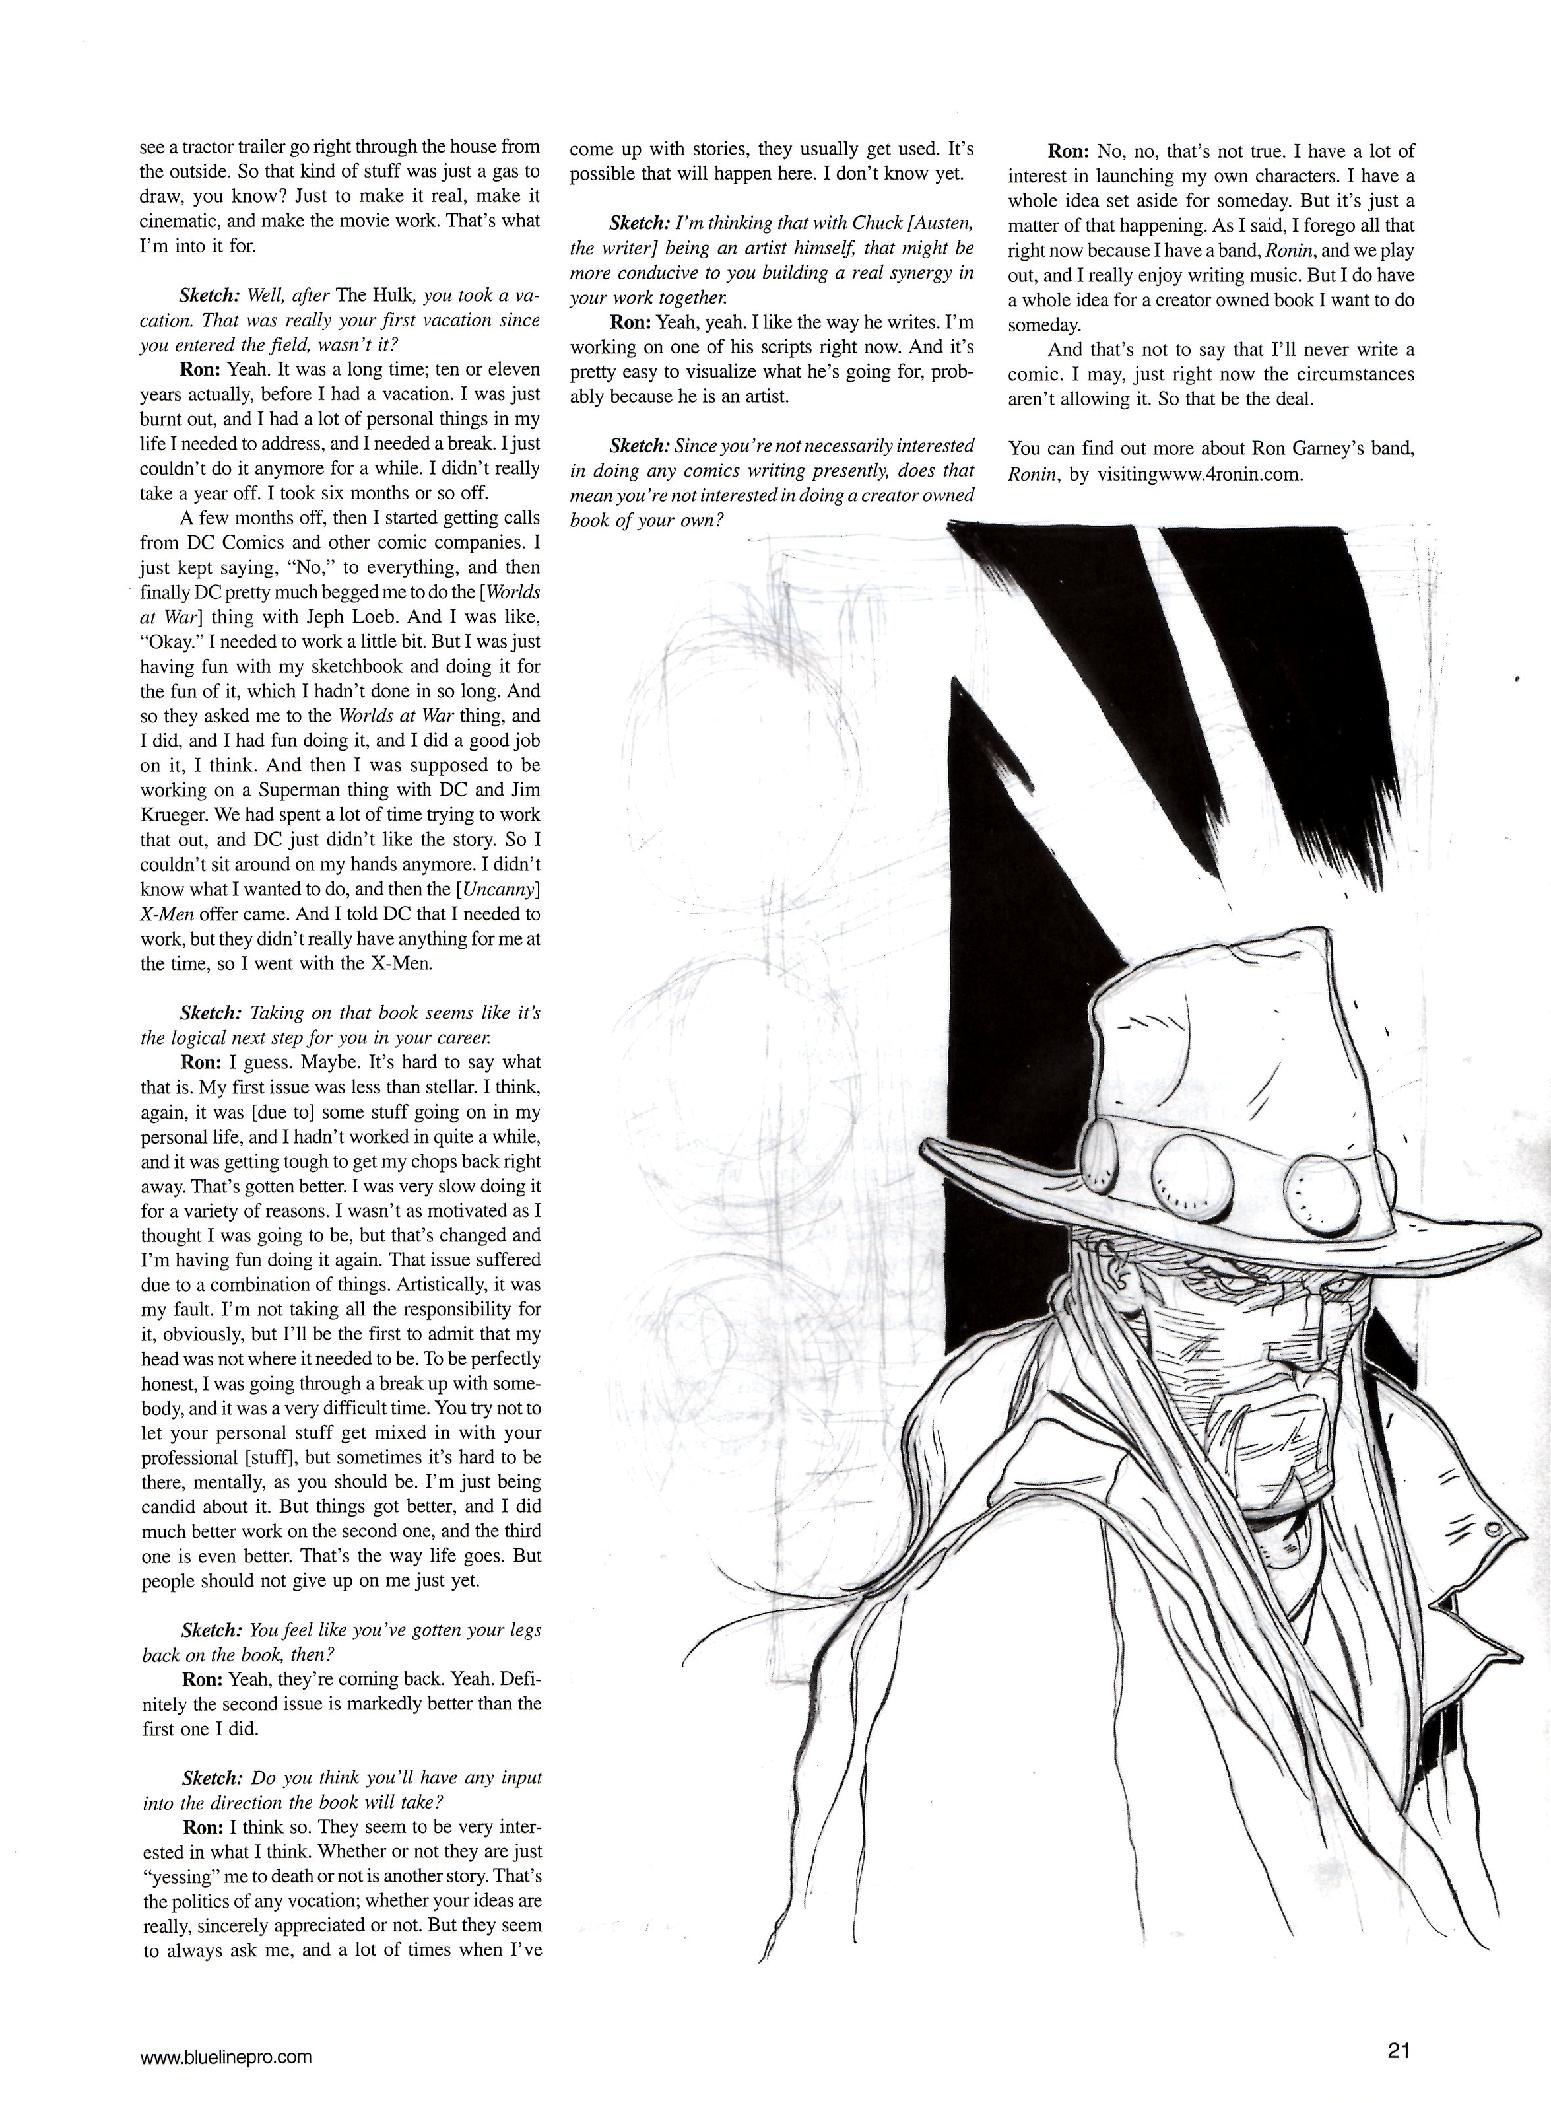 see a tractor trailer go right through the house from
the outside. So that kind of stuff was just a gas to
draw, you know? Just to make it real, make it
cinematic, and make the movie work. That's what
I'm into it for.
Sketch: Well, after The Hulk, you took a va-
cation. That was really your first vacation since
you entered the field, wasn't it?
Ron: Yeah. It was a long time; ten or eleven
years actually, before I had a vacation. I was just
burnt out, and I had a lot of personal things in my
life I needed to address, and I needed a break. I just
couldn't do it anymore for a while. I didn't really
take a year off. I took six months or so off.
A few months off, then I started getting calls
from DC Comics and other comic companies. I
just kept saying, "No," to everything, and then
finally DC pretty much begged me to do the [Worlds
at War] thing with Jeph Loeb. And I was like,
"Okay." I needed to work a little bit. But I was just
having fun with my sketchbook and doing it for
the fun of it, which I hadn't done in so long. And
so they asked me to the Worlds at War thing, and
I did, and I had fun doing it, and I did a good job
on it, I think. And then I was supposed to be
working on a Superman thing with DC and Jim
Krueger. We had spent a lot of time trying to work
that out, and DC just didn't like the story. So I
couldn't sit around on my hands anymore. I didn't
know what I wanted to do, and then the [Uncanny]
X-Men offer came. And I told DC that I needed to
work, but they didn't really have anything for me at
the time, so I went with the X-Men.
Sketch: Taking on that book seems like it's
the logical next step for you in your career.
Ron: I guess. Maybe. It's hard to say what
that is. My first issue was less than stellar. I think,
again, it was [due to] some stuff going on in my
personal life, and I hadn't worked in quite a while,
and it was getting tough to get my chops back right
away. That's gotten better. I was very slow doing it
for a variety of reasons. I wasn't as motivated as I
thought I was going to be, but that's changed and
I'm having fun doing it again. That issue suffered
due to a combination of things. Artistically, it was
my fault. I'm not taking all the responsibility for
it, obviously, but I'll be the first to admit that my
head was not where it needed to be. To be perfectly
honest, I was going through a break up with some-
body, and it was a very difficult time. You try not to
let your personal stuff get mixed in with your
professional [stuff], but sometimes it's hard to be
there, mentally, as you should be. I'm just being
candid about it. But things got better, and I did
much better work on the second one, and the third
one is even better. That's the way life goes. But
people should not give up on me just yet.
Sketch: You feel like you've gotten your legs
back on the book, then?
Ron: Yeah, they're coming back. Yeah. Defi-
nitely the second issue is markedly better than the
first one I did.
Sketch: Do you think you'll have any input
into the direction the book will take?
Ron: I think so. They seem to be very inter-
ested in what I think. Whether or not they are just
"yessing" me to death or not is another story. That's
the politics of any vocation; whether your ideas are
really, sincerely appreciated or not. But they seem
to always ask me, and a lot of times when I've
come up with stories, they usually get used. It's
possible that will happen here. I don't know yet.
Sketch: I'm thinking that with Chuck [Austen,
the writer] being an artist himself, that might be
more conducive to you building a real synergy in
your work together.
Ron: Yeah, yeah. I like the way he writes. I'm
working on one of his scripts right now. And it's
pretty easy to visualize what he's going for, prob-
ably because he is an artist.
Sketch: Since you're not necessarily interested
in doing any comics writing presently, does that
mean you're not interested in doing a creator owned
book of your own?
Ron: No, no, that's not true. I have a lot of
interest in launching my own characters. I have a
whole idea set aside for someday. But it's just a
matter of that happening. As I said, I forego all that
right now because I have a band, Ronin, and we play
out, and I really enjoy writing music. But I do have
a whole idea for a creator owned book I want to do
someday.
And that's not to say that I'll never write a
comic. I may, just right now the circumstances
aren't allowing it. So that be the deal.
You can find out more about Ron Garney's band,
Ronin, by visitingwww.4ronin.com.
www.bluelinepro.com
21